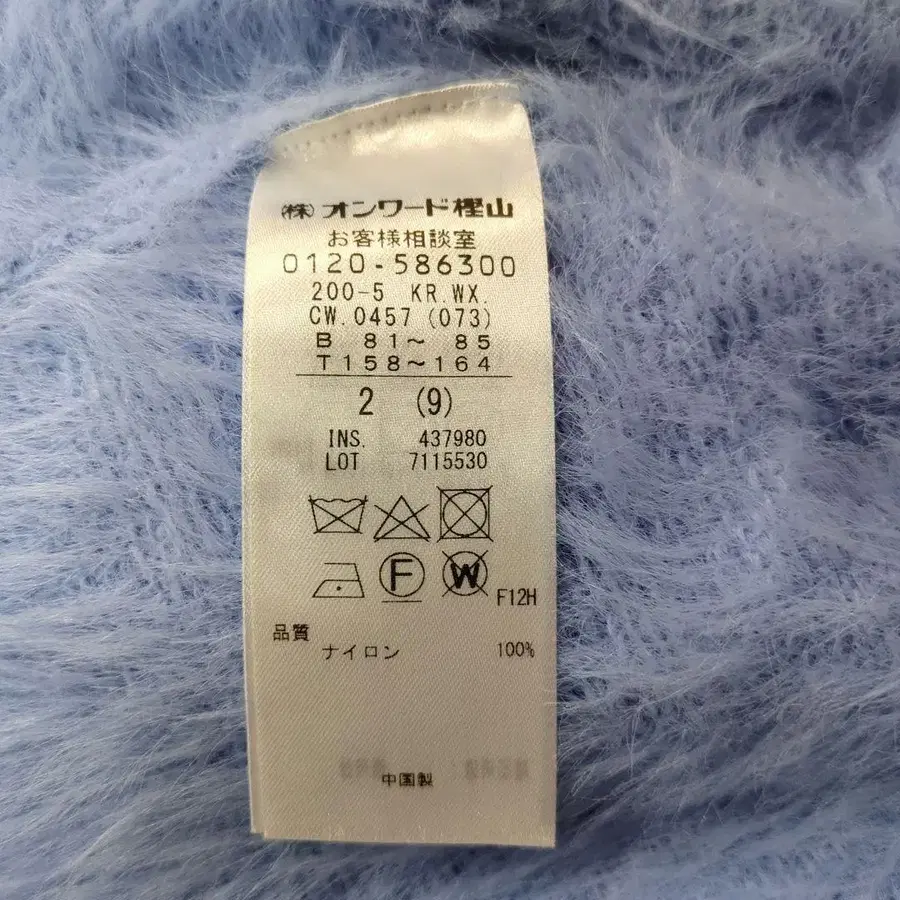 (株)オンワード樫山
お客様相談室
0120-586300
200-5 KR.WX.
CW.0457 (073)
B 81～ 85
T158～164
2 (9)
INS. 437980
LOT 7115530
F W F12H
品質
ナイロン 100%
中国製